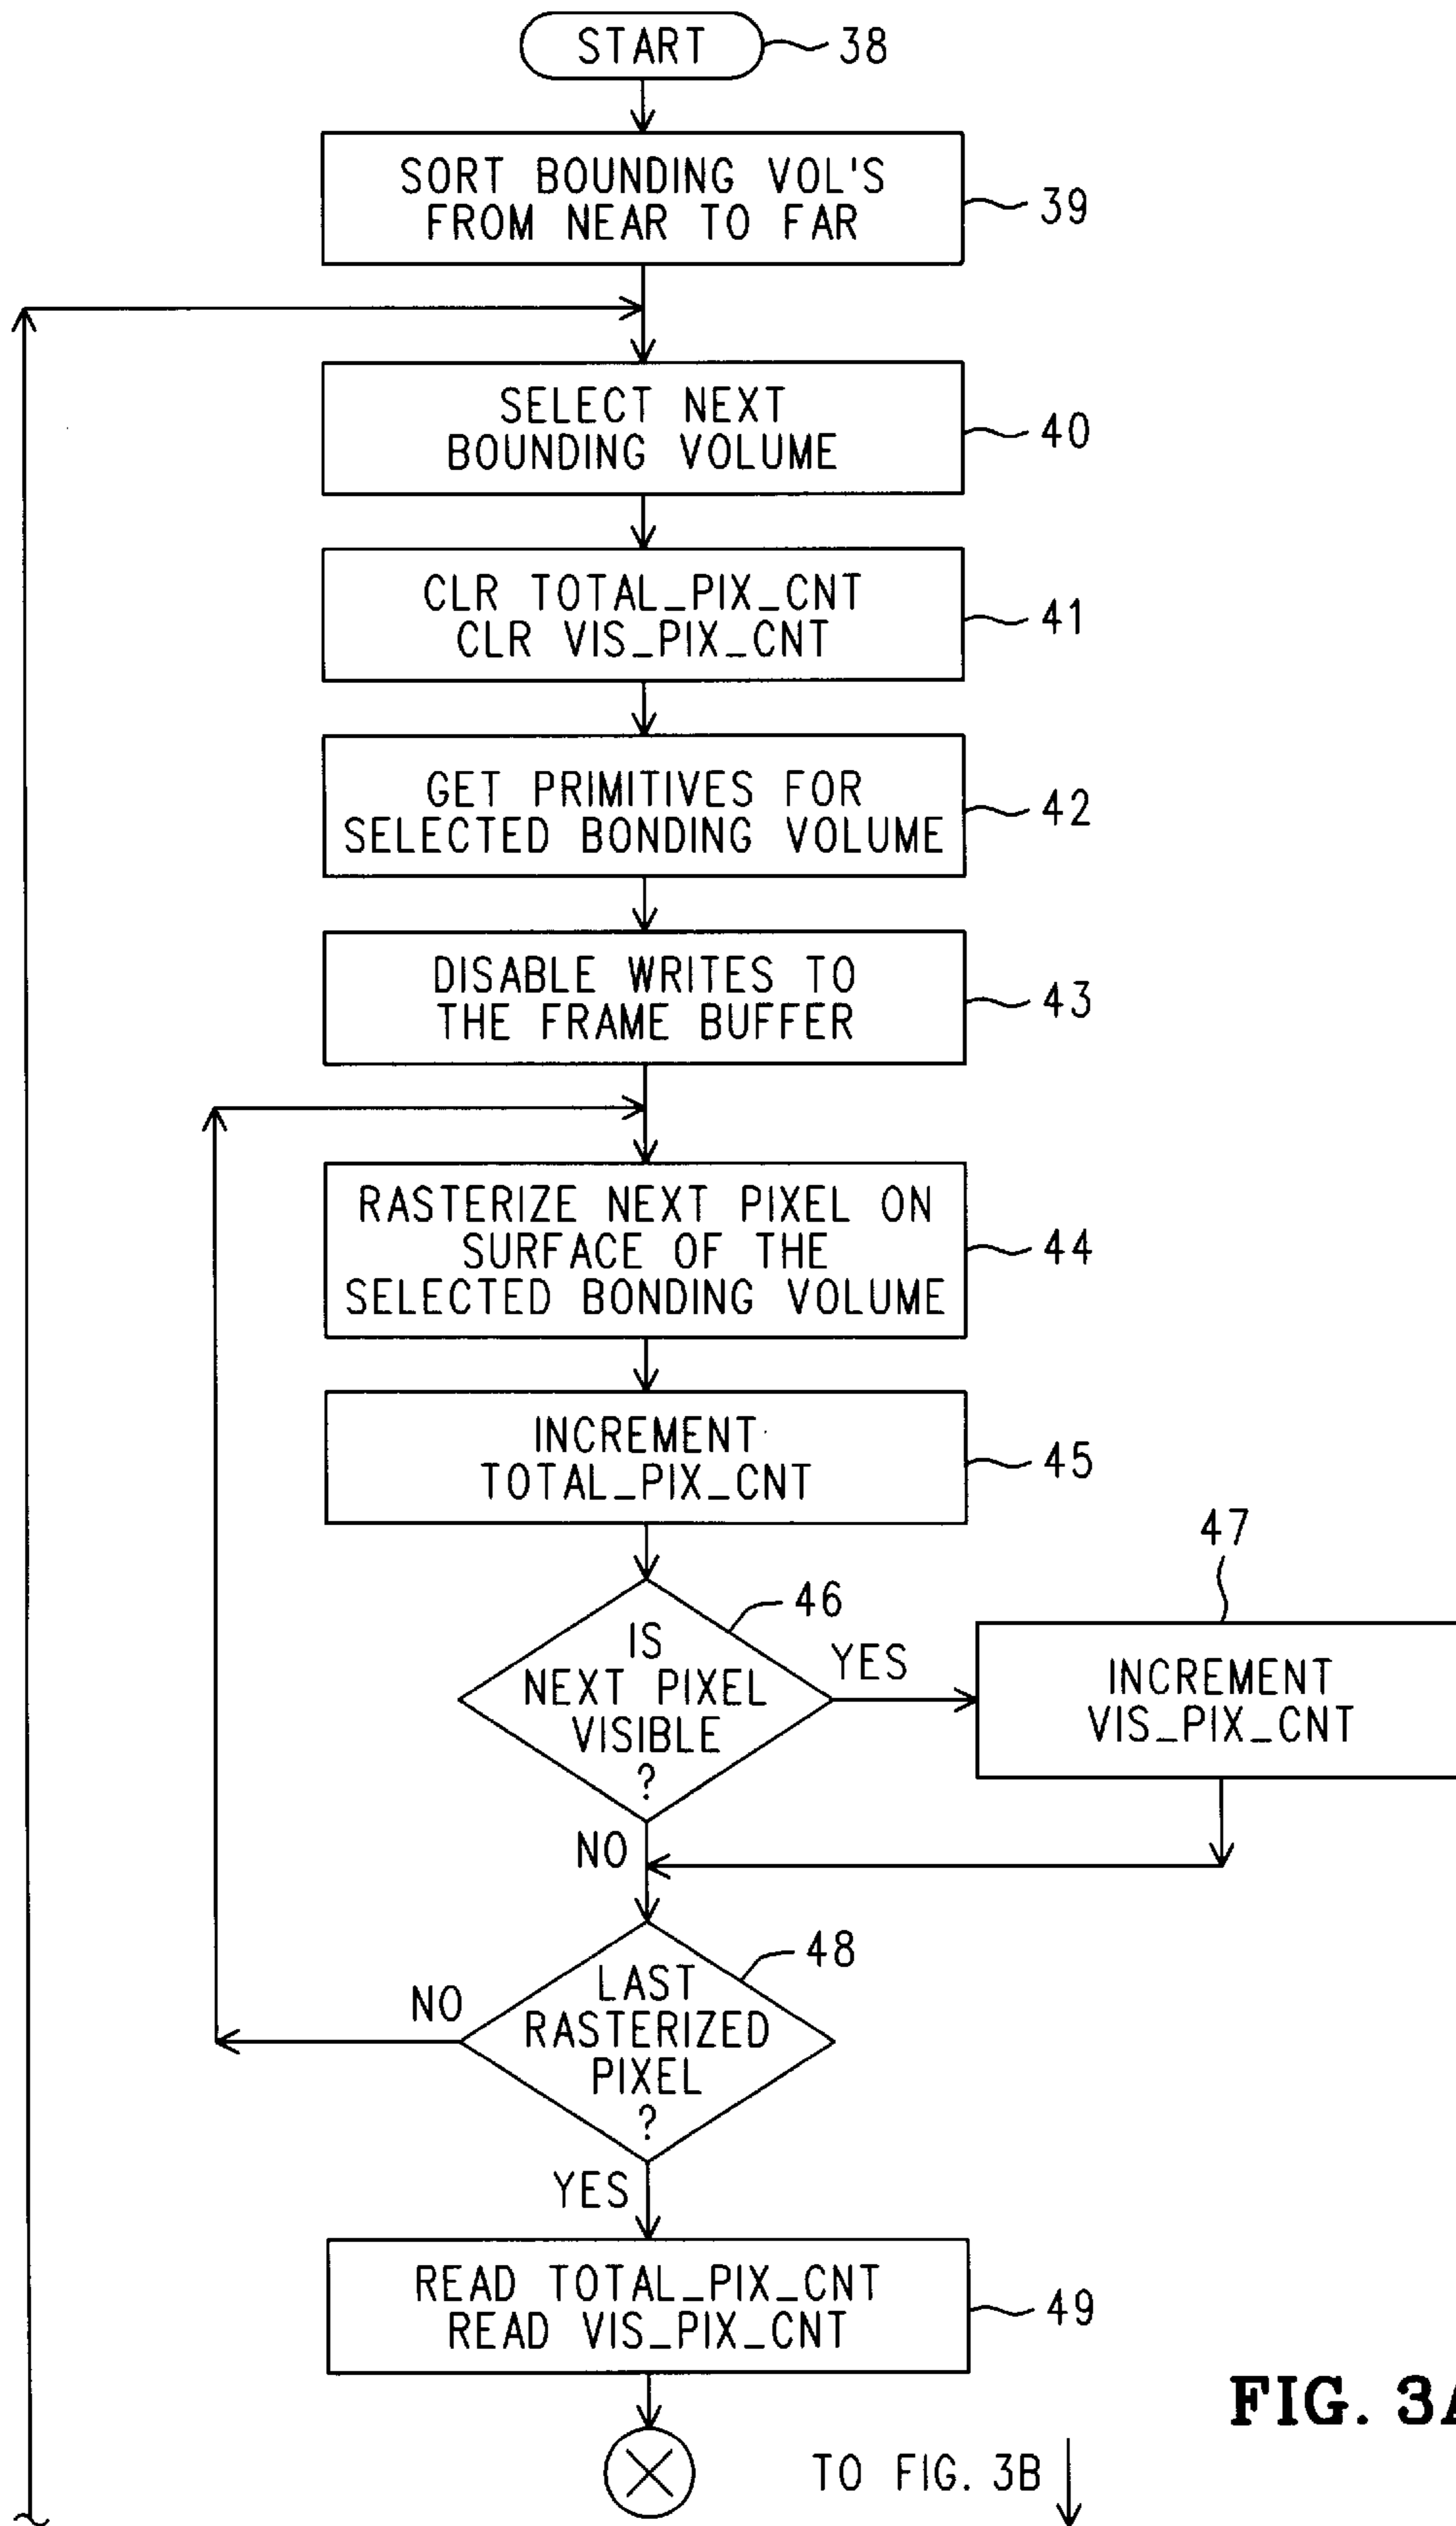 START
38
SORT BOUNDING VOL'S
FROM NEAR TO FAR
39
SELECT NEXT
BOUNDING VOLUME
40
CLR TOTAL_PIX_CNT
CLR VIS_PIX_CNT
41
GET PRIMITIVES FOR
SELECTED BONDING VOLUME
42
DISABLE WRITES TO
THE FRAME BUFFER
43
RASTERIZE NEXT PIXEL ON
SURFACE OF THE
SELECTED BONDING VOLUME
44
INCREMENT
TOTAL_PIX_CNT
45
46
IS
NEXT PIXEL
VISIBLE
?
YES
47
INCREMENT
VIS_PIX_CNT
NO
48
LAST
RASTERIZED
PIXEL
?
NO
YES
READ TOTAL_PIX_CNT
READ VIS_PIX_CNT
49
FIG. 3A
TO FIG. 3B